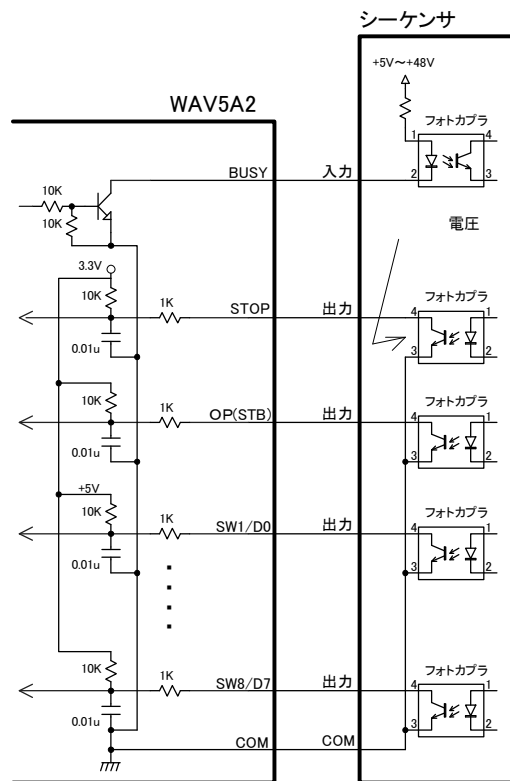 シーケンサ
+5V～+48V
WAV5A2
フォトカプラ
1
4
2
3
BUSY
入力
10K
10K
電圧
3.3V
10K
1K
STOP
出力
フォトカプラ
4
1
3
2
0.01u
10K
1K
OP(STB)
出力
フォトカプラ
4
1
3
2
0.01u
+5V
10K
1K
SW1/D0
出力
フォトカプラ
4
1
3
2
0.01u
10K
1K
SW8/D7
出力
フォトカプラ
4
1
3
2
0.01u
COM
COM